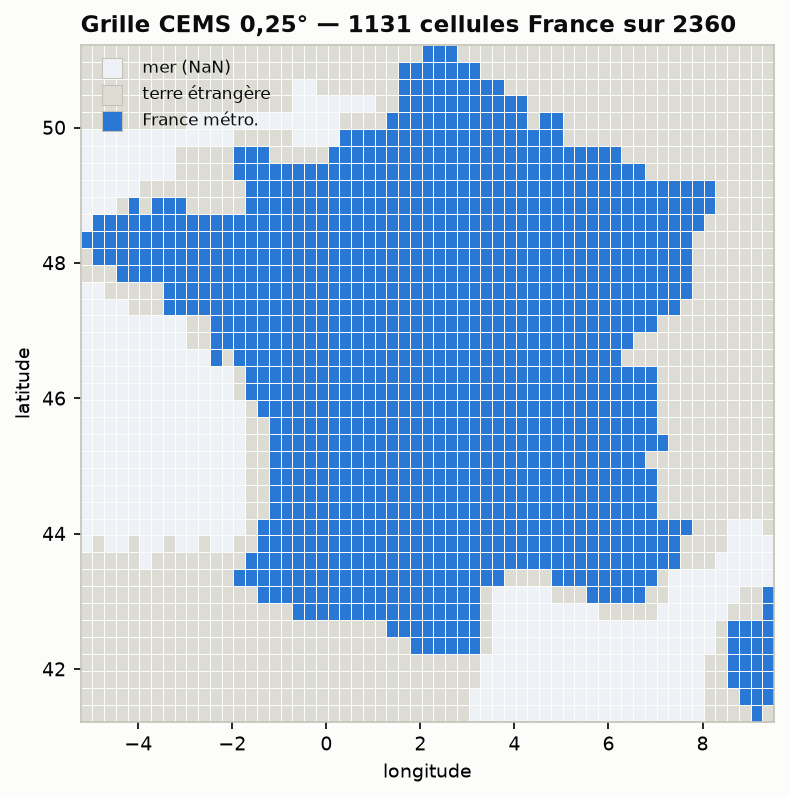 Grille CEMS 0,25° — 1131 cellules France sur 2360
mer (NaN)
terre étrangère
France métro.
50
48
46
44
42
latitude
−4
−2
0
2
4
6
8
longitude